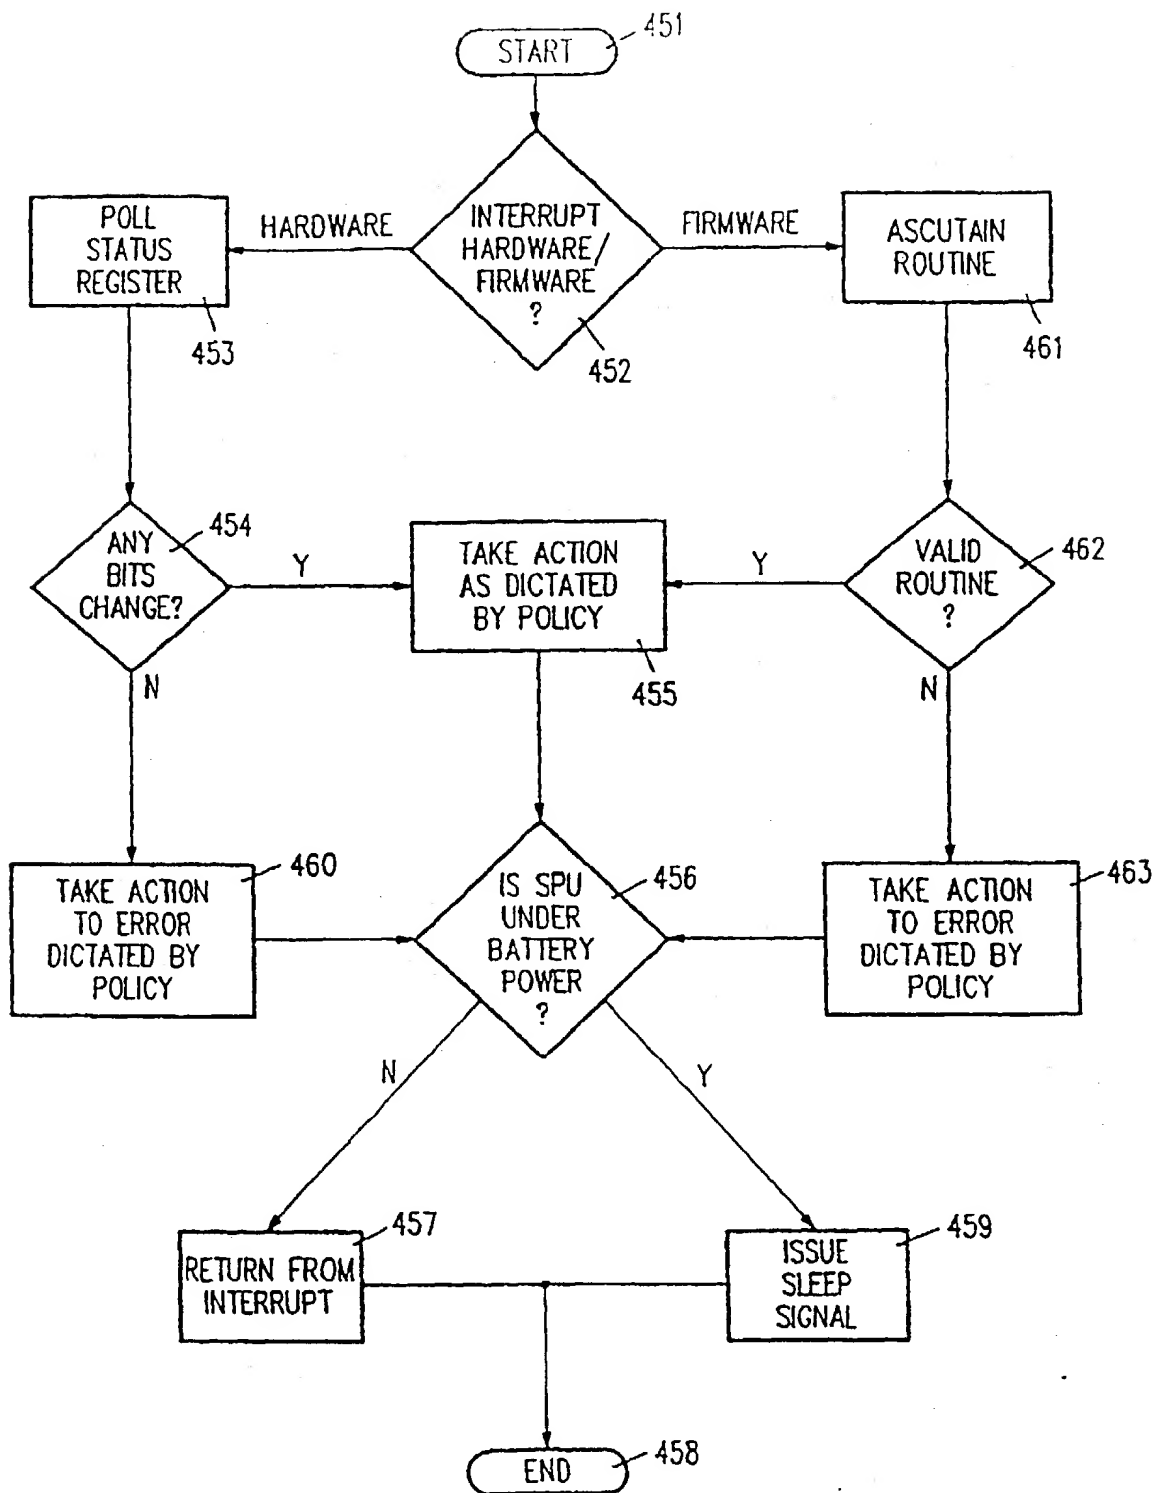 START
451
INTERRUPT
HARDWARE/
FIRMWARE
?
452
HARDWARE
FIRMWARE
POLL
STATUS
REGISTER
453
ASCUTAIN
ROUTINE
461
ANY
BITS
CHANGE?
454
Y
N
TAKE ACTION
AS DICTATED
BY POLICY
455
VALID
ROUTINE
?
462
Y
N
TAKE ACTION
TO ERROR
DICTATED BY
POLICY
460
IS SPU
UNDER
BATTERY
POWER
?
456
TAKE ACTION
TO ERROR
DICTATED BY
POLICY
463
N
Y
RETURN FROM
INTERRUPT
457
ISSUE
SLEEP
SIGNAL
459
END
458